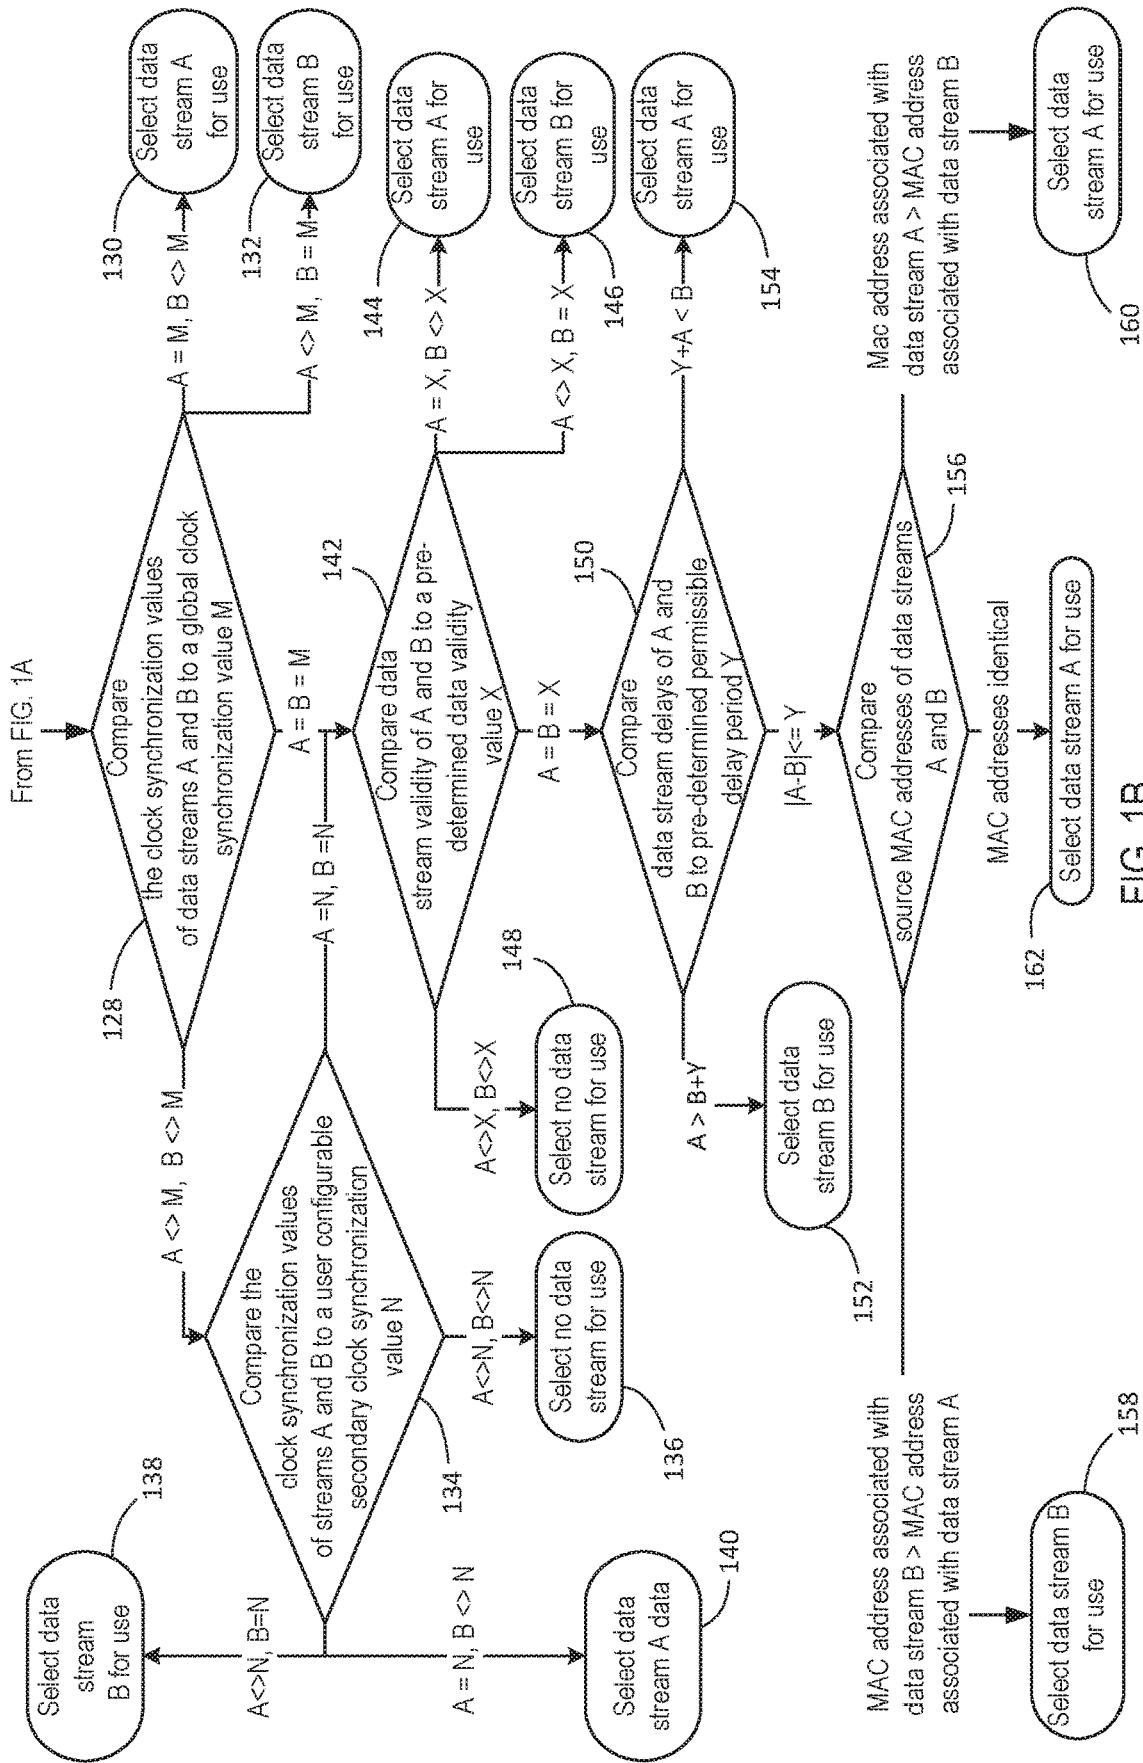 From FIG. 1A
Compare
the clock synchronization values
of data streams A and B to a global clock
synchronization value M
128
A = M, B <> M
Select data
stream A
for use
130
A <> M, B = M
Select data
stream B
for use
132
A <> M, B <> M
A = B = M
Compare the
clock synchronization values
of streams A and B to a user configurable
secondary clock synchronization
value N
134
A<>N, B=N
Select data
stream
B for use
138
A = N, B <> N
Select data
stream A data
140
A<>N, B<>N
Select no data
stream for use
136
A =N, B =N
Compare data
stream validity of A and B to a pre-
determined data validity
value X
142
A = X, B <> X
Select data
stream A for
use
144
A <> X, B = X
Select data
stream B for
use
146
A<>X, B<>X
Select no data
stream for use
148
A = B = X
Compare
data stream delays of A and
B to pre-determined permissible
delay period Y
150
Y+A < B
Select data
stream A for
use
154
A > B+Y
Select data
stream B for use
152
|A-B|<= Y
Compare
source MAC addresses of data streams
A and B
156
MAC address associated with
data stream B > MAC address
associated with data stream A
Select data stream B
for use
158
MAC addresses identical
Select data stream A for use
162
Mac address associated with
data stream A > MAC address
associated with data stream B
Select data
stream A for use
160
FIG. 1B